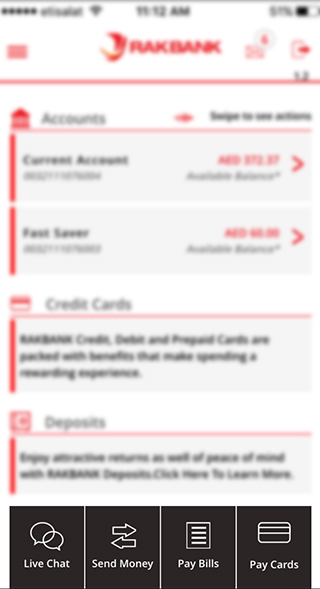 etisalat 11:12 AM 51%
RAKBANK 6
1.2
Accounts Swipe to see actions
Current Account AED 372.37
0032111076004 Available Balance*
Fast Saver AED 60.00
0032111076003 Available Balance*
Credit Cards
RAKBANK Credit, Debit and Prepaid Cards are
packed with benefits that make spending a
rewarding experience.
Deposits
Enjoy attractive returns as well of peace of mind
with RAKBANK Deposits.Click Here To Learn More.
Live Chat Send Money Pay Bills Pay Cards